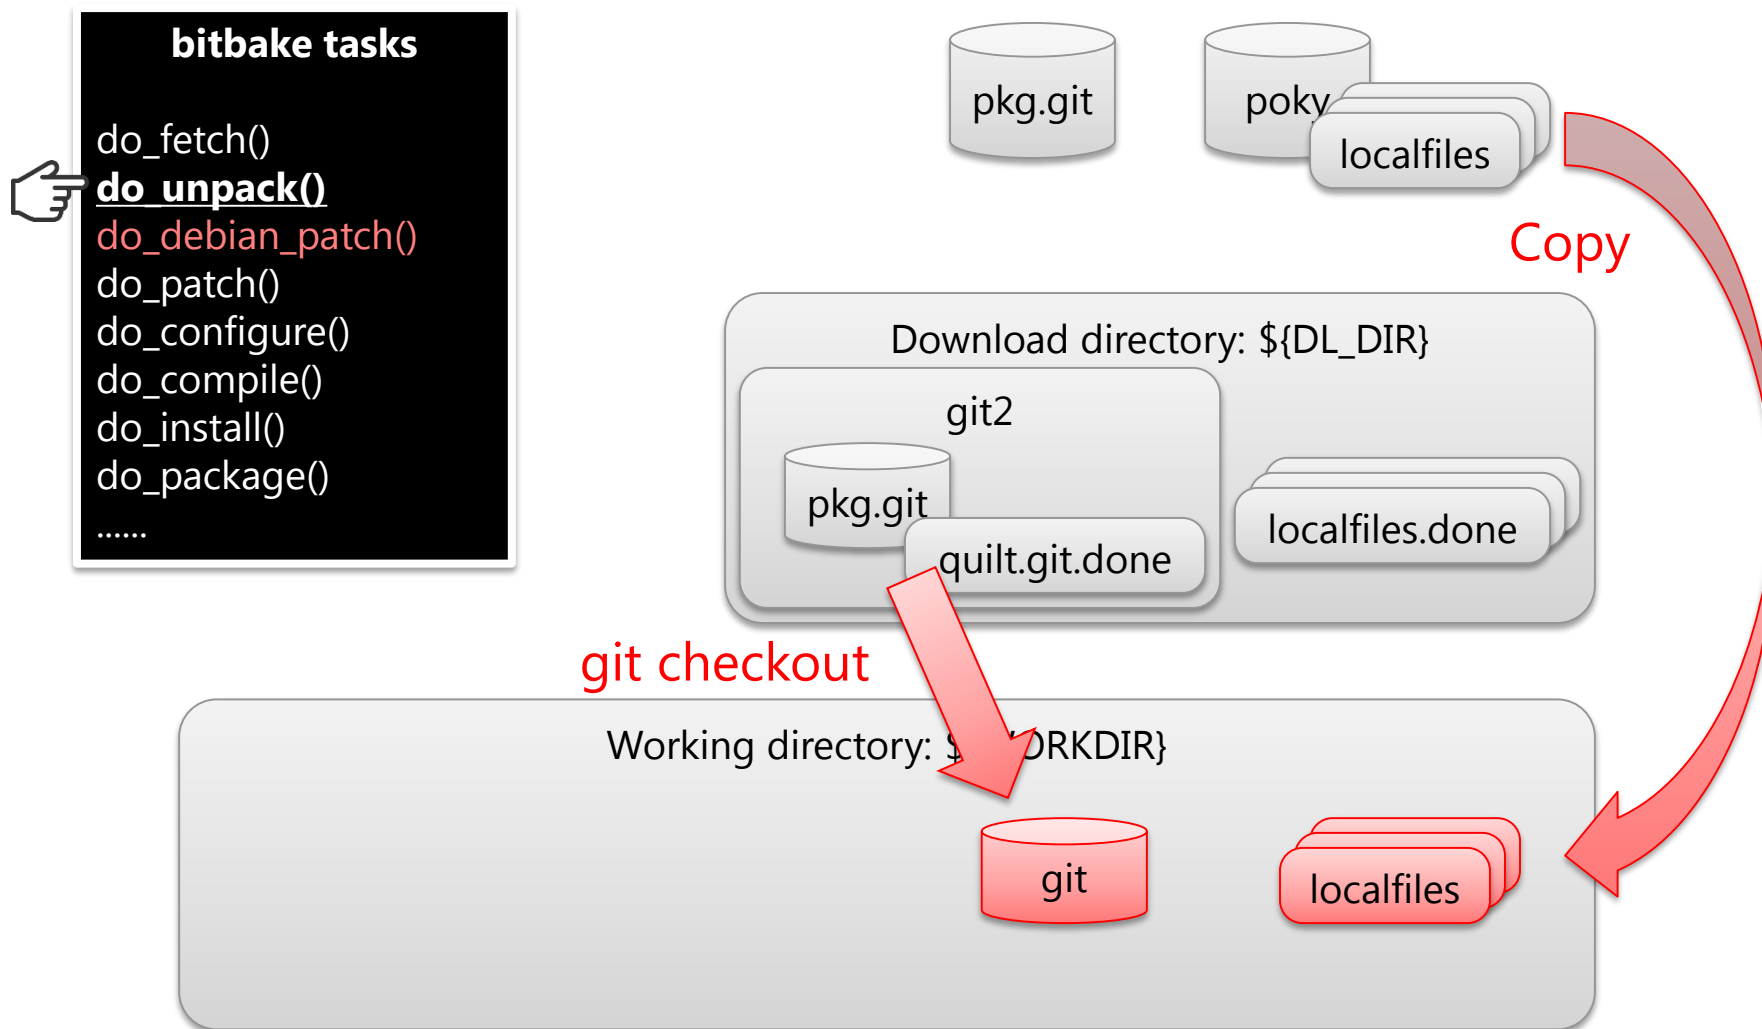 bitbake tasks
do_fetch()
do_unpack()
do_debian_patch()
do_patch()
do_configure()
do_compile()
do_install()
do_package()
......
pkg.git
poky
localfiles
Copy
Download directory: ${DL_DIR}
git2
pkg.git
quilt.git.done
localfiles.done
git checkout
Working directory: $ ORKDIR}
git
localfiles